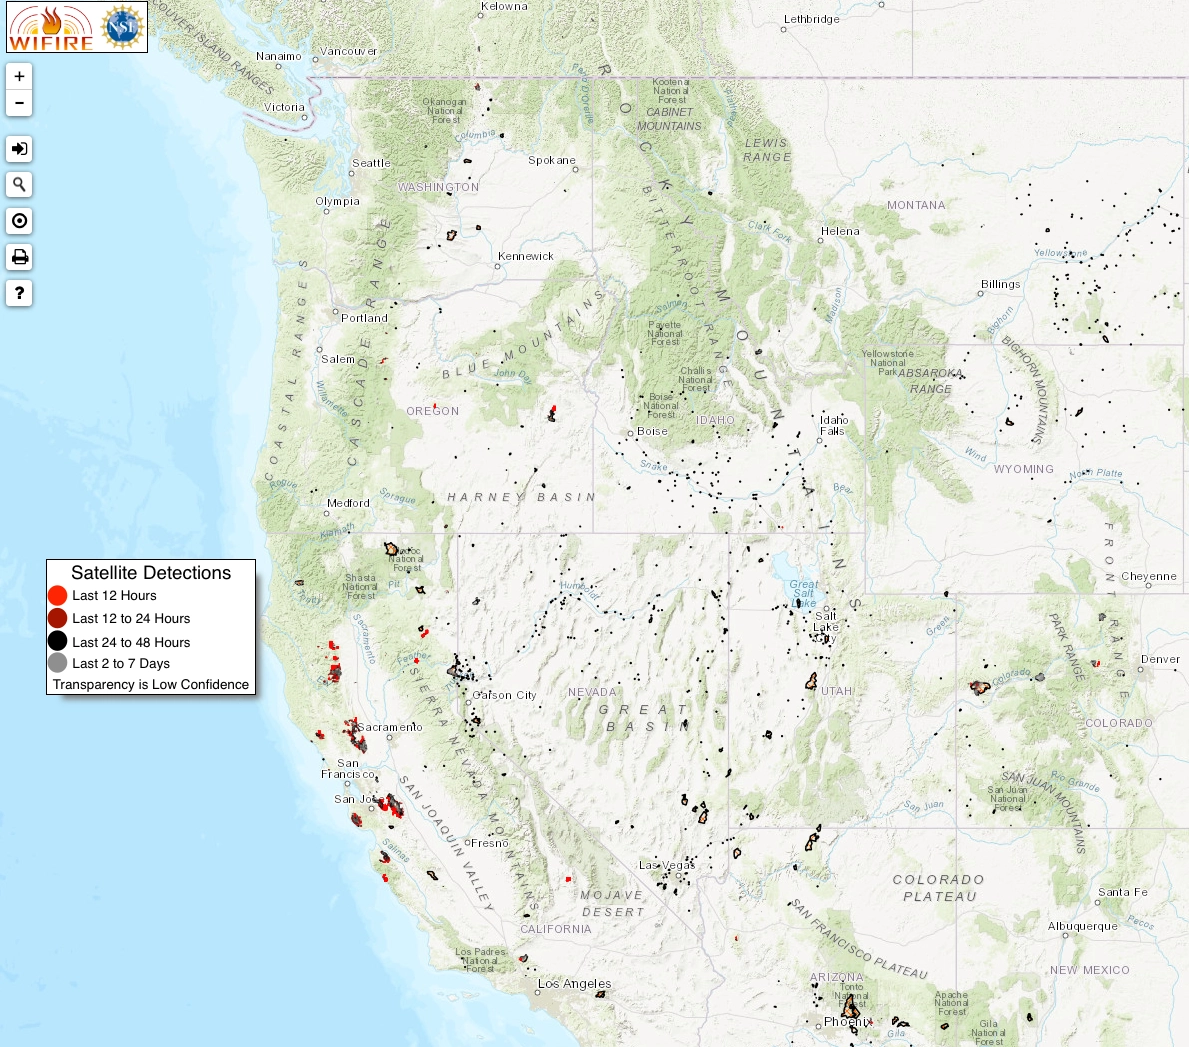 WIFIRE
NSF
Kelowna
Lethbridge
Vancouver
Nanaimo
Victoria
Okanogan
National
Forest
Kootenai
National
Forest
CABINET
MOUNTAINS
LEWIS
RANGE
Columbia
Seattle
Spokane
WASHINGTON
Olympia
MONTANA
Clark Fork
Helena
Kennewick
Yellowstone
Billings
Bighorn
Madison
Portland
Salmon
Payette
National
Forest
Salem
BLUE MOUNTAINS
John Day
Yellowstone
National
Park
ABSAROKA
RANGE
BIGHORN MOUNTAINS
Challis
National
Forest
Boise
National
Forest
BITTERROOT RANGE
ROCKY MOUNTAINS
Willamette
COASTAL RANGES
CASCADE RANGE
OREGON
IDAHO
Idaho
Falls
Boise
Snake
Wind
WYOMING
North Platte
Bear
Rogue
Sprague
HARNEY BASIN
Medford
Klamath
Modoc
National
Forest
Shasta
National
Forest
Pit
Trinity
Humboldt
Great
Salt
Lake
Salt
Lake
City
Cheyenne
FRONT RANGE
PARK RANGE
Green
Satellite Detections
Last 12 Hours
Last 12 to 24 Hours
Last 24 to 48 Hours
Last 2 to 7 Days
Transparency is Low Confidence
Sacramento
Feather
Colorado
Denver
Carson City
NEVADA
UTAH
GREAT
BASIN
COLORADO
SIERRA NEVADA MOUNTAINS
Sacramento
San
Francisco
San Jose
SAN JOAQUIN VALLEY
San Juan
SAN JUAN MOUNTAINS
San Juan
National
Forest
Rio Grande
Salinas
Fresno
Las Vegas
MOJAVE
DESERT
COLORADO
PLATEAU
Santa Fe
Pecos
Albuquerque
SAN FRANCISCO PLATEAU
CALIFORNIA
Los Padres
National
Forest
Los Angeles
ARIZONA
Tonto
National
Forest
NEW MEXICO
Apache
National
Forest
Phoenix
Gila
Gila
National
Forest